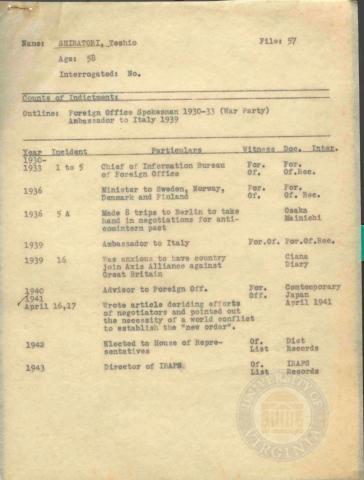 Name: SHIRATORI, Toshio File: 57
Age: 58
Interrogated: No.
Counts of Indictment:
Outline: Foreign Office Spokesman 1930-33 (War Party)
Ambassador to Italy 1939
Year Incident Particulars Witness Doc. Inter.
1930-
1933 1 to 5 Chief of Information Bureau For. For.
of Foreign Office Of. Of.Rec.
1936 Minister to Sweden, Norway, For. For.
Denmark and Finland Of. Of. Rec.
1936 5 A Made 8 trips to Berlin to take Osaka
hand in negotiations for anti- Mainichi
comintern pact
1939 Ambassador to Italy For.Of. For.Of.Rec.
1939 16 Was anxious to have country Ciana
join Axis Alliance against Diary
Great Britain
1940 Advisor to Foreign Off. For. Contemporary
1941 Off. Japan
April 16,17 Wrote article deriding efforts April 1941
of negotiators and pointed out
the necessity of a world conflict
to establish the "new order".
1942 Elected to House of Repre- Of. Diet
sentatives List Records
1943 Director of IRAPS Of. IRAPS
List Records
UNIVERSITY OF VIRGINIA